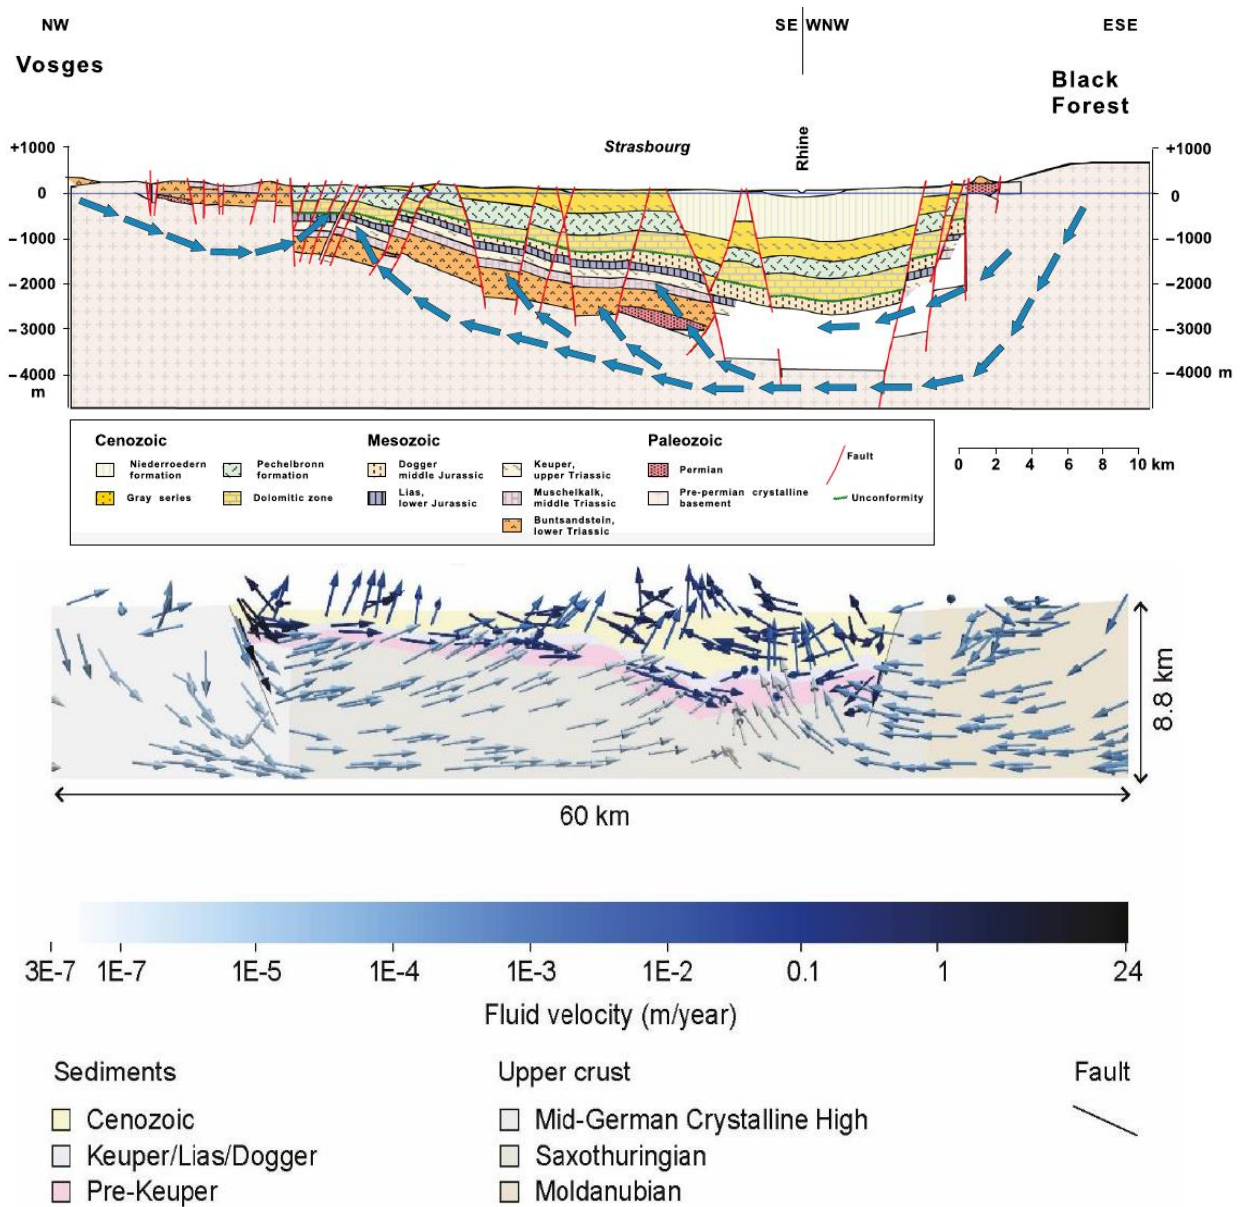 NW
SE WNW
ESE
Vosges
Black
Forest
Strasbourg
Rhine
+1000
0
−1000
−2000
−3000
−4000
m
+1000
0
−1000
−2000
−3000
−4000 m
Cenozoic
Mesozoic
Paleozoic
Niederroedern
formation
Pechelbronn
formation
Dogger
middle Jurassic
Keuper,
upper Triassic
Permian
Fault
Gray series
Dolomitic zone
Lias,
lower Jurassic
Muschelkalk,
middle Triassic
Pre-permian crystalline
basement
Unconformity
Buntsandstein,
lower Triassic
0 2 4 6 8 10 km
8.8 km
60 km
3E-7 1E-7 1E-5 1E-4 1E-3 1E-2 0.1 1 24
Fluid velocity (m/year)
Sediments
Upper crust
Fault
Cenozoic
Mid-German Crystalline High
Keuper/Lias/Dogger
Saxothuringian
Pre-Keuper
Moldanubian